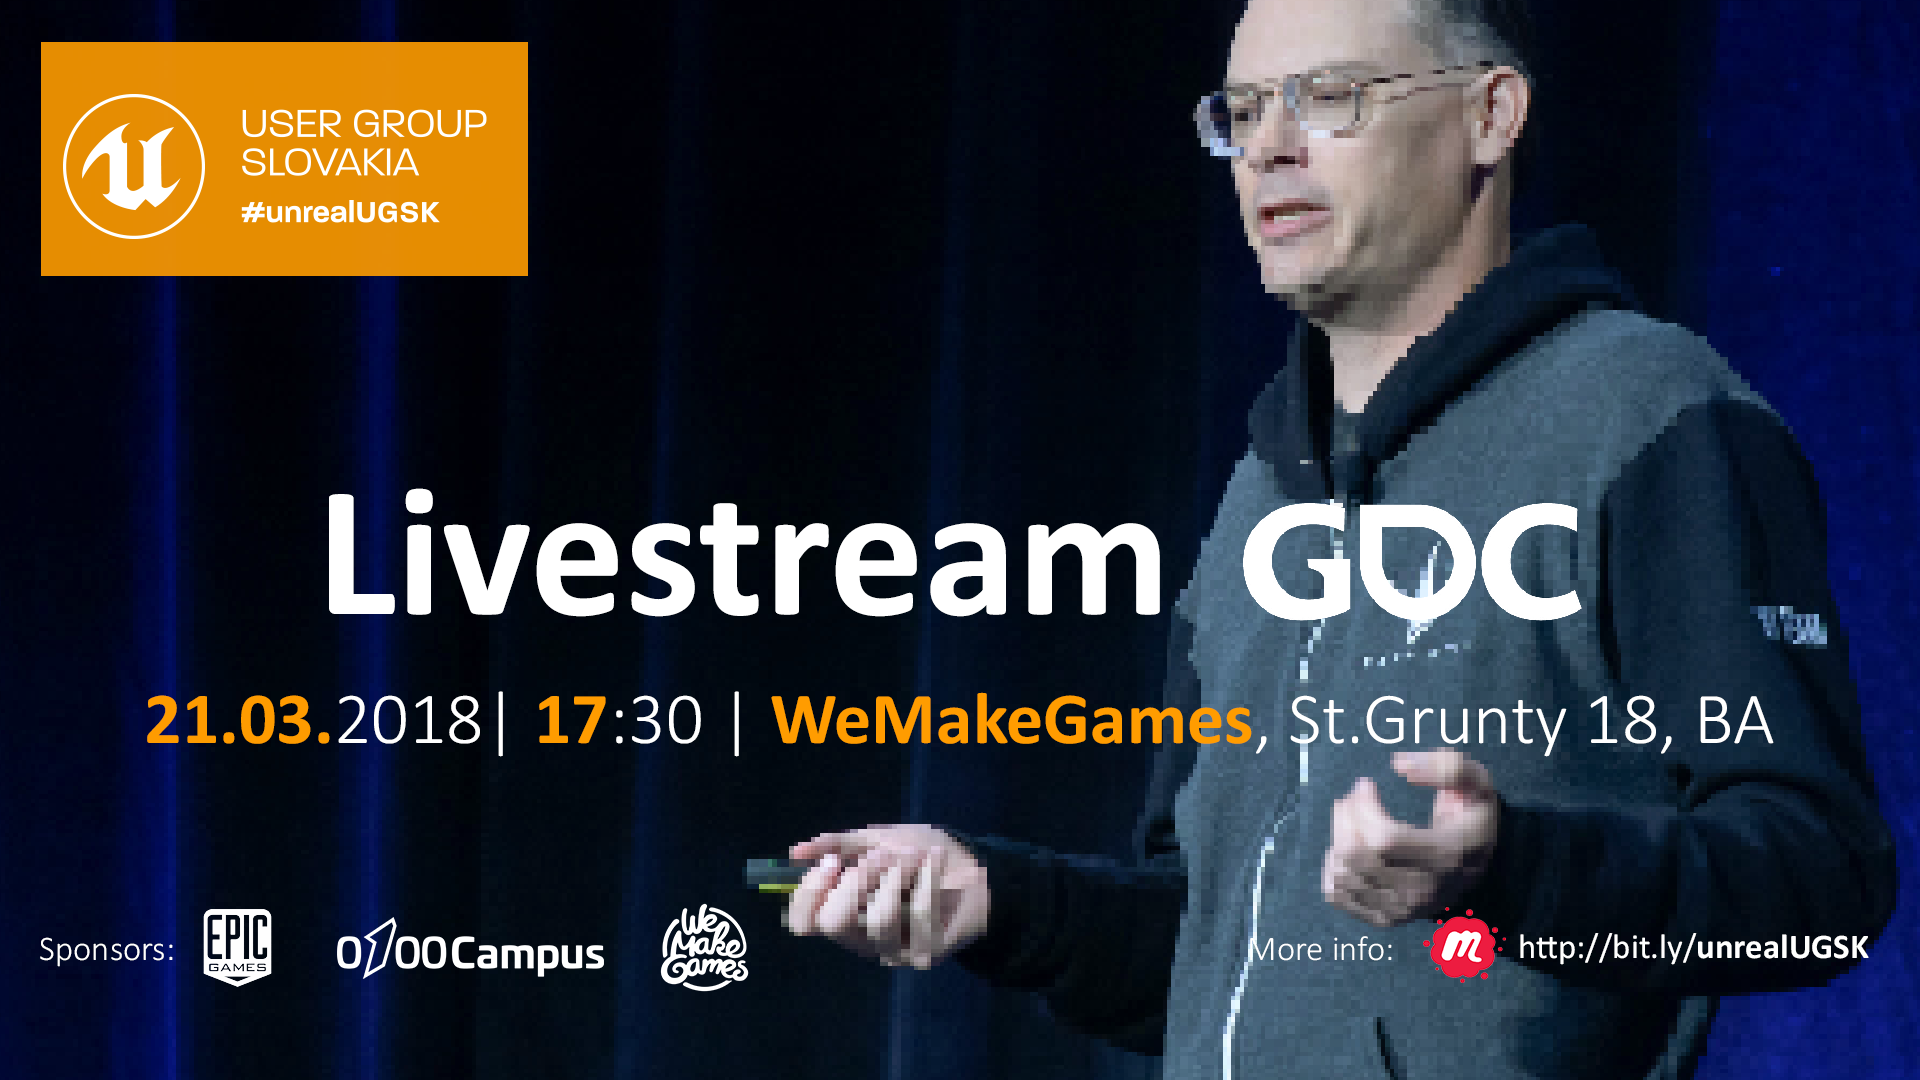 USER GROUP
SLOVAKIA
#unrealUGSK
Livestream GDC
21.03.2018| 17:30 | WeMakeGames, St.Grunty 18, BA
Sponsors: EPIC GAMES 0100Campus We Make Games
More info: m http://bit.ly/unrealUGSK